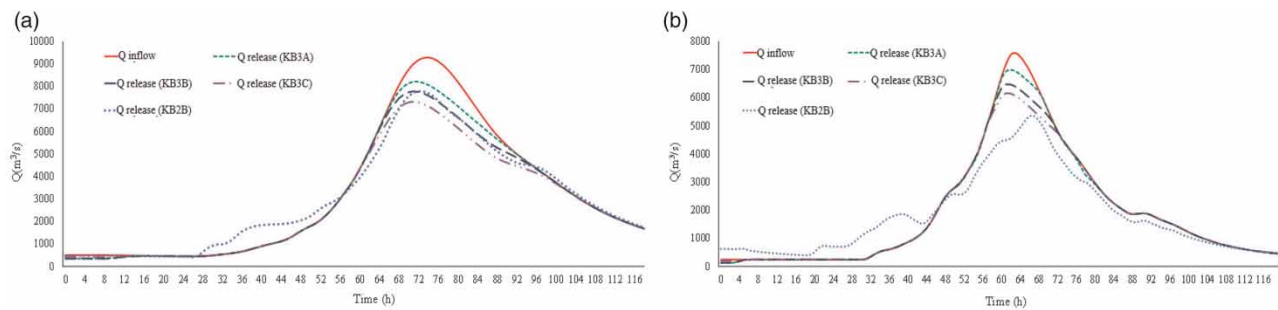 (a)
10000
9000
8000
7000
6000
5000
4000
3000
2000
1000
0
Q(m³/s)
Q inflow
Q release (KB3A)
Q release (KB3B)
Q release (KB3C)
Q release (KB2B)
0 4 8 12 16 20 24 28 32 36 40 44 48 52 56 60 64 68 72 76 80 84 88 92 96 100 104 108 112 116
Time (h)
(b)
8000
7000
6000
5000
4000
3000
2000
1000
0
Q(m³/s)
Q inflow
Q release (KB3A)
Q release (KB3B)
Q release (KB3C)
Q release (KB2B)
0 4 8 12 16 20 24 28 32 36 40 44 48 52 56 60 64 68 72 76 80 84 88 92 96 100 104 108 112 116
Time (h)